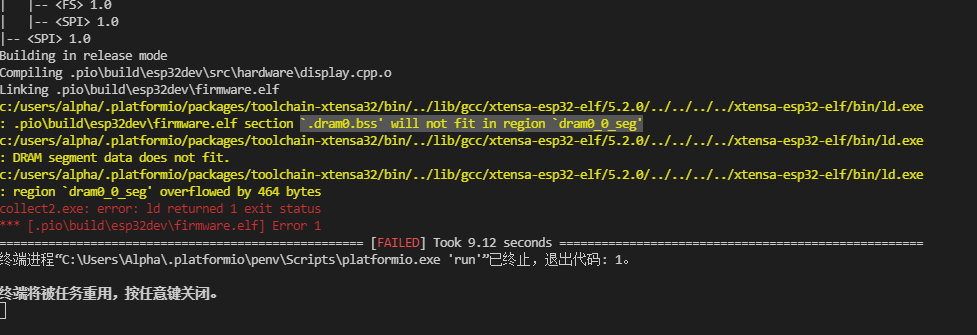 |   |-- <FS> 1.0
|   |-- <SPI> 1.0
|-- <SPI> 1.0
Building in release mode
Compiling .pio\build\esp32dev\src\hardware\display.cpp.o
Linking .pio\build\esp32dev\firmware.elf
c:/users/alpha/.platformio/packages/toolchain-xtensa32/bin/../lib/gcc/xtensa-esp32-elf/5.2.0/../../../../xtensa-esp32-elf/bin/ld.exe
: .pio\build\esp32dev\firmware.elf section `.dram0.bss' will not fit in region `dram0_0_seg'
c:/users/alpha/.platformio/packages/toolchain-xtensa32/bin/../lib/gcc/xtensa-esp32-elf/5.2.0/../../../../xtensa-esp32-elf/bin/ld.exe
: DRAM segment data does not fit.
c:/users/alpha/.platformio/packages/toolchain-xtensa32/bin/../lib/gcc/xtensa-esp32-elf/5.2.0/../../../../xtensa-esp32-elf/bin/ld.exe
: region `dram0_0_seg' overflowed by 464 bytes
collect2.exe: error: ld returned 1 exit status
*** [.pio\build\esp32dev\firmware.elf] Error 1
================================================ [FAILED] Took 9.12 seconds ================================================
终端进程“C:\Users\Alpha\.platformio\penv\Scripts\platformio.exe 'run'”已终止，退出代码: 1。
终端将被任务重用，按任意键关闭。